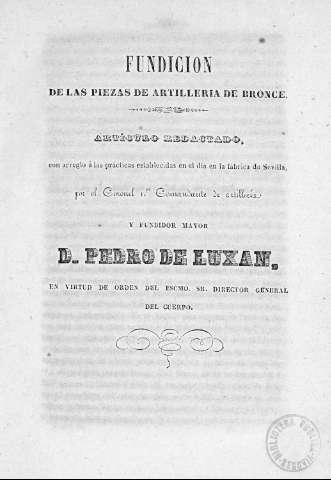 FUNDICION
DE LAS PIEZAS DE ARTILLERIA DE BRONCE.
ARTÍCULO REDACTADO,
con arreglo á las prácticas establecidas en el dia en la fábrica de Sevilla,
por el Coronel 1.er Comandante de artillería
Y FUNDIDOR MAYOR
D. PEDRO DE LUXAN,
EN VIRTUD DE ORDEN DEL ESCMO. SR. DIRECTOR GENERAL
DEL CUERPO.
BIBLIOTECA